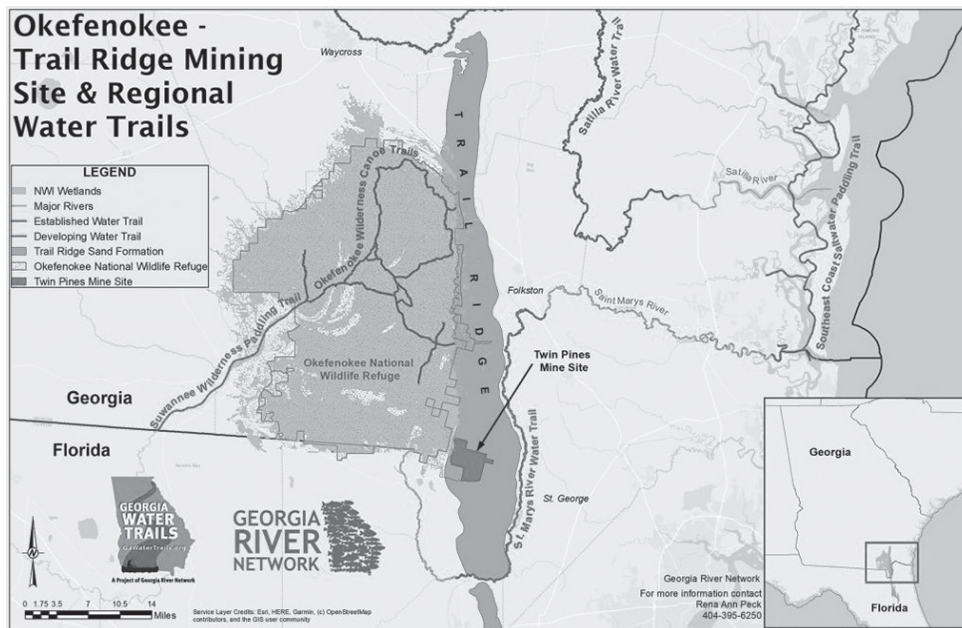 Okefenokee -
Trail Ridge Mining
Site & Regional
Water Trails
LEGEND
NWI Wetlands
Major Rivers
Established Water Trail
Developing Water Trail
Trail Ridge Sand Formation
Okefenokee National Wildlife Refuge
Twin Pines Mine Site
Waycross
TRAIL RIDGE
Satilla River Water Trail
Satilla River
Southeast Coast Saltwater Paddling Trail
Okefenokee Wilderness Canoe Trails
Suwannee Wilderness Paddling Trail
Folkston
Saint Marys River
Twin Pines
Mine Site
Okefenokee National
Wildlife Refuge
Georgia
Florida
St. Marys River Water Trail
St. George
GEORGIA
WATER
TRAILS
GaWaterTrails.org
A Project of Georgia River Network
GEORGIA
RIVER
NETWORK
N
0 1.75 3.5 7 10.5 14
Miles
Service Layer Credits: Esri, HERE, Garmin, (c) OpenStreetMap
contributors, and the GIS user community
Georgia River Network
For more information contact
Rena Ann Peck
404-395-6250
Georgia
Florida